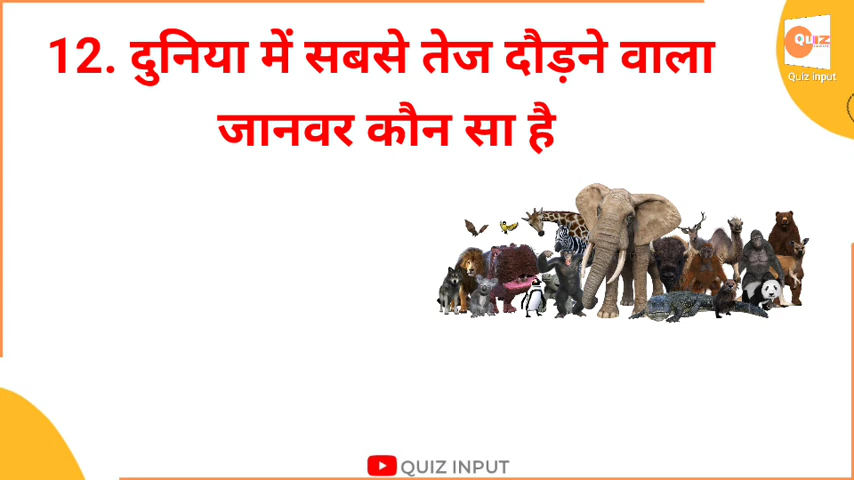 12. दुनिया में सबसे तेज दौड़ने वाला
जानवर कौन सा है
QUIZ
Quiz input
QUIZ INPUT